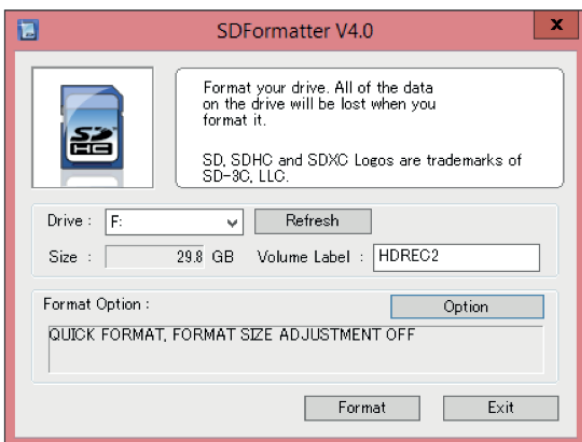 SDFormatter V4.0
x
SD
HC
Format your drive. All of the data
on the drive will be lost when you
format it.
SD, SDHC and SDXC Logos are trademarks of
SD-3C, LLC.
Drive : F: Refresh
Size : 29.8 GB Volume Label : HDREC2
Format Option : Option
QUICK FORMAT, FORMAT SIZE ADJUSTMENT OFF
Format Exit